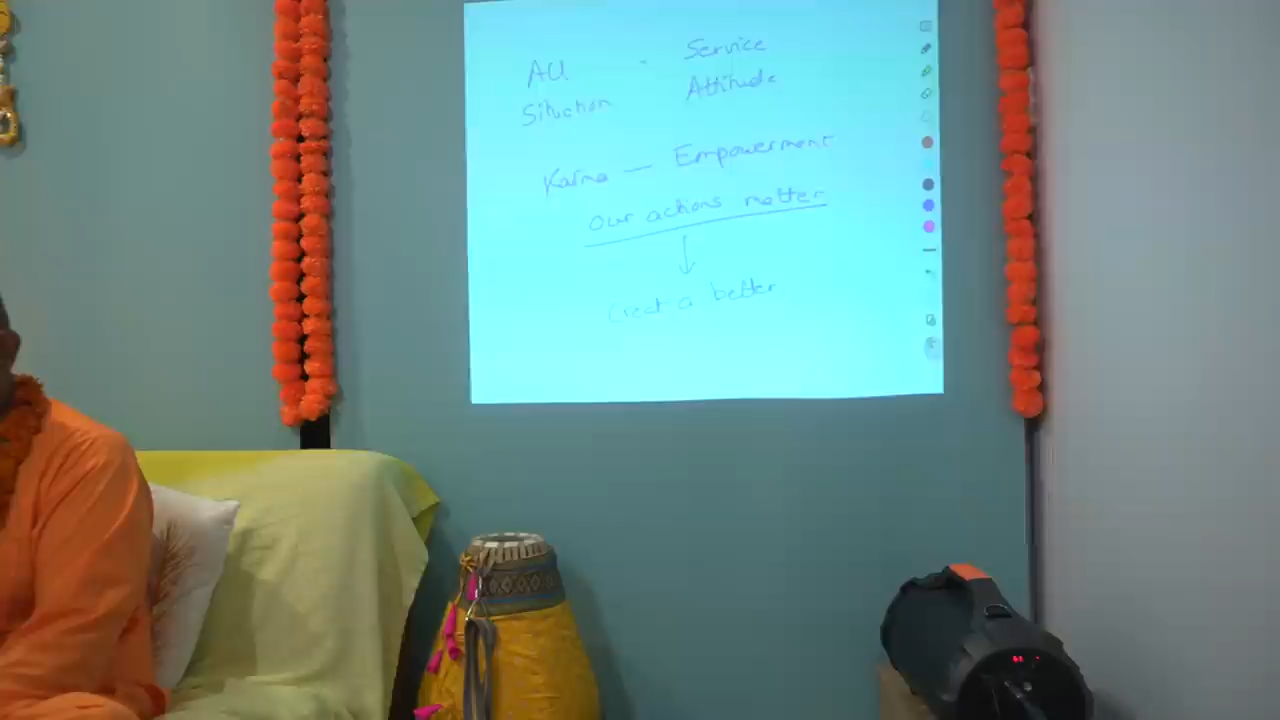 All - Service
Situation Attitude
Karma — Empowerment
Our actions matter
↓
Creat a better